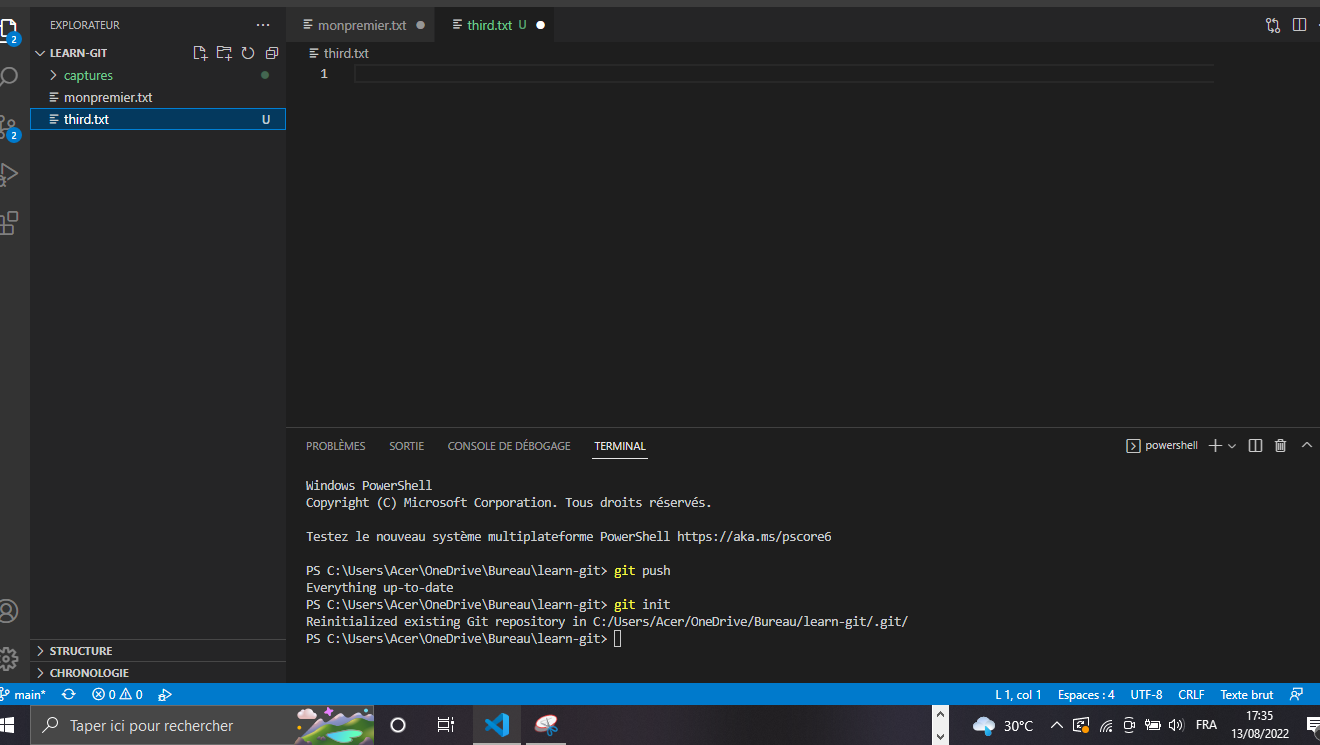 EXPLORATEUR
LEARN-GIT
captures
monpremier.txt
third.txt U
2
2
monpremier.txt
third.txt U
third.txt
1
PROBLÈMES SORTIE CONSOLE DE DÉBOGAGE TERMINAL
powershell
Windows PowerShell
Copyright (C) Microsoft Corporation. Tous droits réservés.
Testez le nouveau système multiplateforme PowerShell https://aka.ms/pscore6
PS C:\Users\Acer\OneDrive\Bureau\learn-git> git push
Everything up-to-date
PS C:\Users\Acer\OneDrive\Bureau\learn-git> git init
Reinitialized existing Git repository in C:/Users/Acer/OneDrive/Bureau/learn-git/.git/
PS C:\Users\Acer\OneDrive\Bureau\learn-git>
STRUCTURE
CHRONOLOGIE
main* 0 0 L 1, col 1 Espaces : 4 UTF-8 CRLF Texte brut
Taper ici pour rechercher
30°C
FRA
17:35
13/08/2022